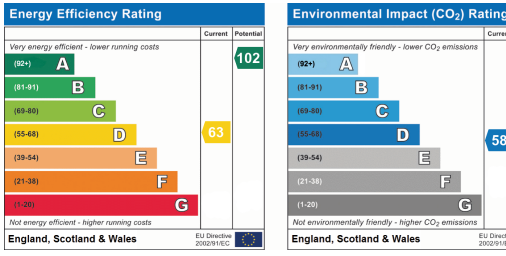 Energy Efficiency Rating
Current Potential
Very energy efficient - lower running costs
(92+) A 102
(81-91) B
(69-80) C
(55-68) D 63
(39-54) E
(21-38) F
(1-20) G
Not energy efficient - higher running costs
England, Scotland & Wales
EU Directive
2002/91/EC
Environmental Impact (CO₂) Rating
Very environmentally friendly - lower CO₂ emissions
(92+) A
(81-91) B
(69-80) C
(55-68) D 58
(39-54) E
(21-38) F
(1-20) G
Not environmentally friendly - higher CO₂ emissions
England, Scotland & Wales